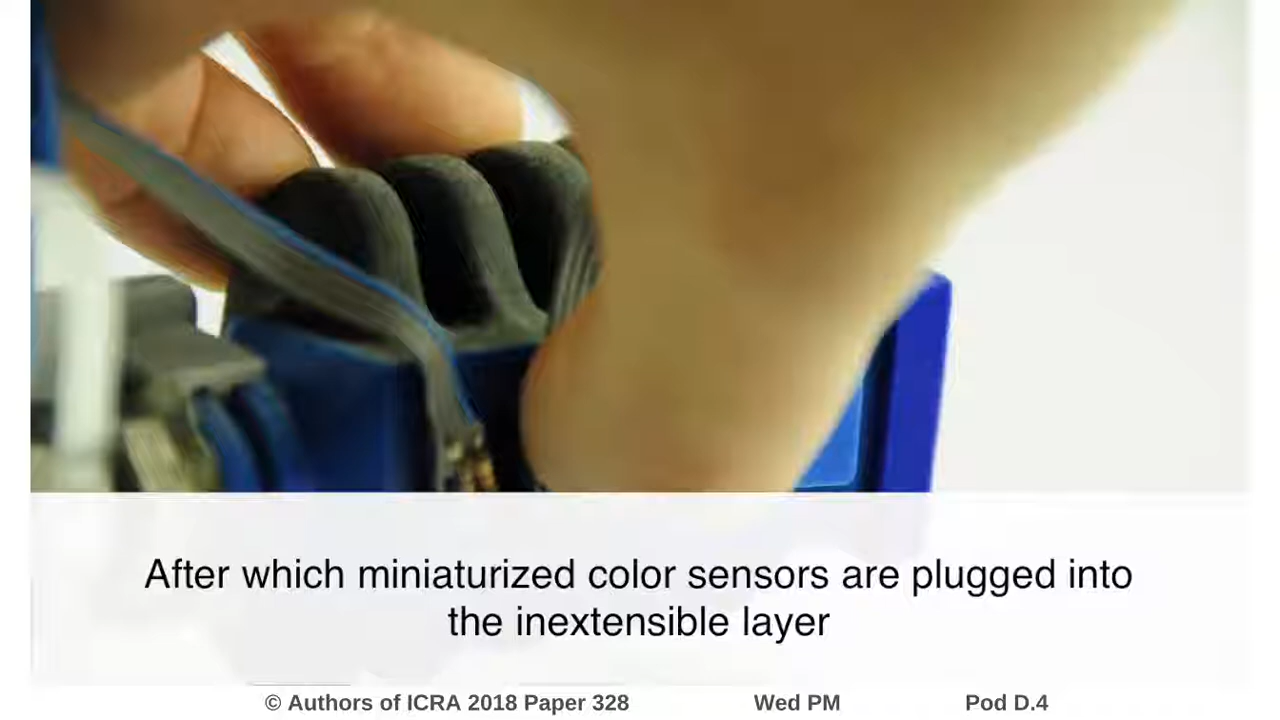 After which miniaturized color sensors are plugged into
the inextensible layer
© Authors of ICRA 2018 Paper 328 Wed PM Pod D.4